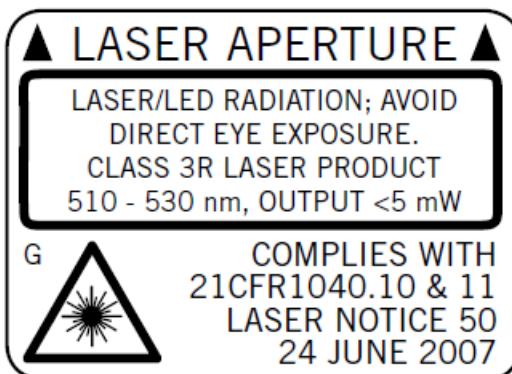 LASER APERTURE
LASER/LED RADIATION; AVOID
DIRECT EYE EXPOSURE.
CLASS 3R LASER PRODUCT
510 - 530 nm, OUTPUT <5 mW
G
COMPLIES WITH
21CFR1040.10 & 11
LASER NOTICE 50
24 JUNE 2007